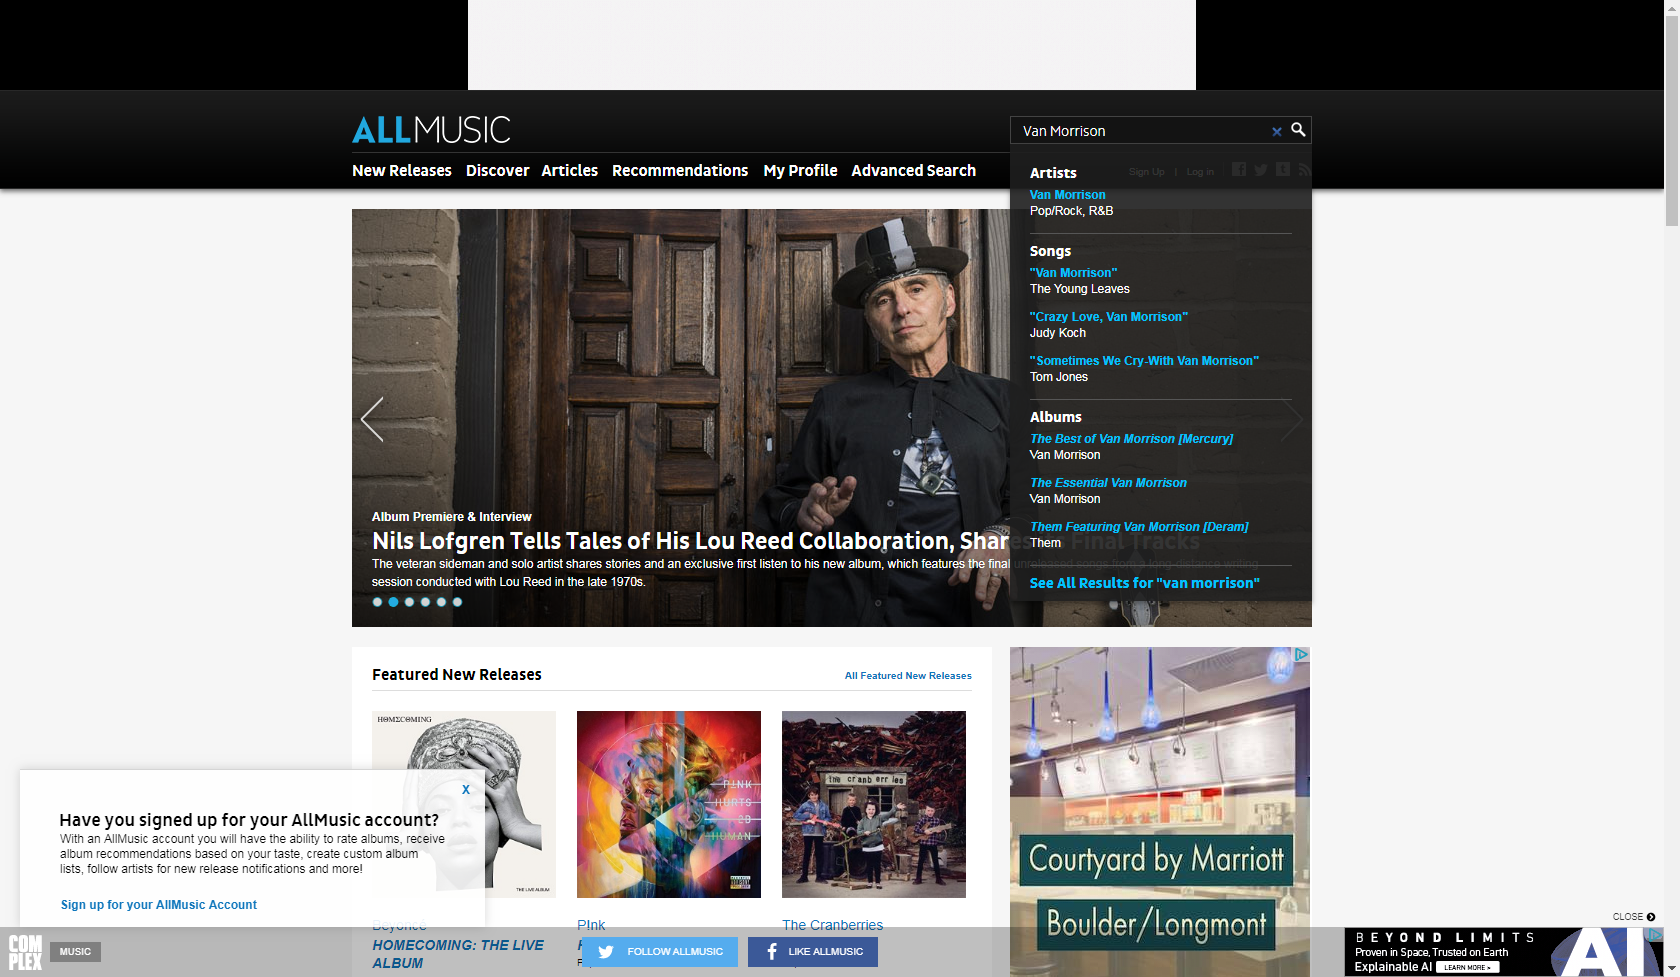 ALLMUSIC
Van Morrison
New Releases Discover Articles Recommendations My Profile Advanced Search
Sign Up | Log in
Artists
Van Morrison
Pop/Rock, R&B
Songs
"Van Morrison"
The Young Leaves
"Crazy Love, Van Morrison"
Judy Koch
"Sometimes We Cry-With Van Morrison"
Tom Jones
Albums
The Best of Van Morrison [Mercury]
Van Morrison
The Essential Van Morrison
Van Morrison
Them Featuring Van Morrison [Deram]
Them
See All Results for "van morrison"
Album Premiere & Interview
Nils Lofgren Tells Tales of His Lou Reed Collaboration, Shares Final Tracks
The veteran sideman and solo artist shares stories and an exclusive first listen to his new album, which features the final unreleased songs from a long-distance writing
session conducted with Lou Reed in the late 1970s.
Featured New Releases
All Featured New Releases
HOMECOMING
THE LIVE ALBUM
P!NK
HURTS
2B
HUMAN
the cranberries
Beyoncé
HOMECOMING: THE LIVE
ALBUM
P!nk
The Cranberries
X
Have you signed up for your AllMusic account?
With an AllMusic account you will have the ability to rate albums, receive
album recommendations based on your taste, create custom album
lists, follow artists for new release notifications and more!
Sign up for your AllMusic Account
Courtyard by Marriott
Boulder/Longmont
COMPLEX
MUSIC
FOLLOW ALLMUSIC
LIKE ALLMUSIC
CLOSE
BEYOND LIMITS
Proven in Space, Trusted on Earth
Explainable AI LEARN MORE >
AI